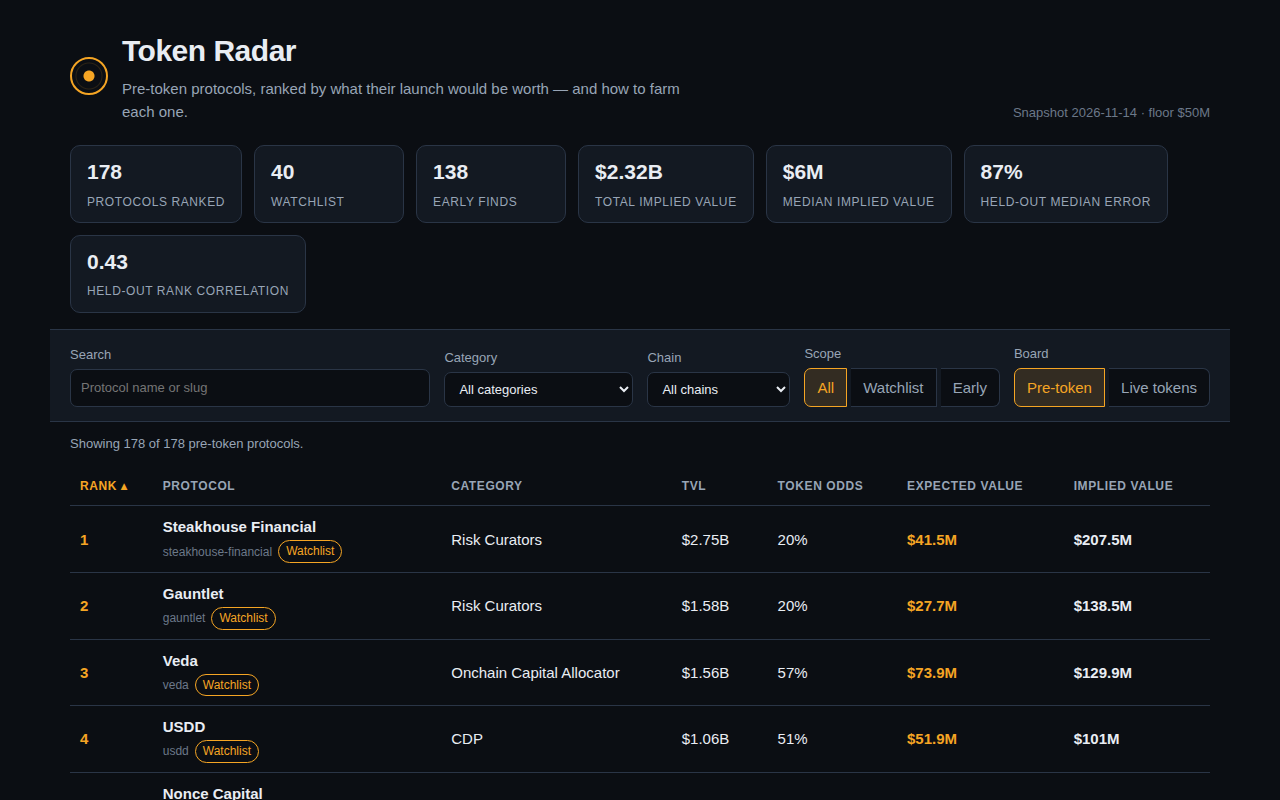 Token Radar
Pre-token protocols, ranked by what their launch would be worth — and how to farm
each one.
Snapshot 2026-11-14 · floor $50M
178
PROTOCOLS RANKED
40
WATCHLIST
138
EARLY FINDS
$2.32B
TOTAL IMPLIED VALUE
$6M
MEDIAN IMPLIED VALUE
87%
HELD-OUT MEDIAN ERROR
0.43
HELD-OUT RANK CORRELATION
Search
Protocol name or slug
Category
All categories
Chain
All chains
Scope
All Watchlist Early
Board
Pre-token Live tokens
Showing 178 of 178 pre-token protocols.
RANK ▲ PROTOCOL CATEGORY TVL TOKEN ODDS EXPECTED VALUE IMPLIED VALUE
1 Steakhouse Financial Risk Curators $2.75B 20% $41.5M $207.5M
steakhouse-financial Watchlist
2 Gauntlet Risk Curators $1.58B 20% $27.7M $138.5M
gauntlet Watchlist
3 Veda Onchain Capital Allocator $1.56B 57% $73.9M $129.9M
veda Watchlist
4 USDD CDP $1.06B 51% $51.9M $101M
usdd Watchlist
Nonce Capital